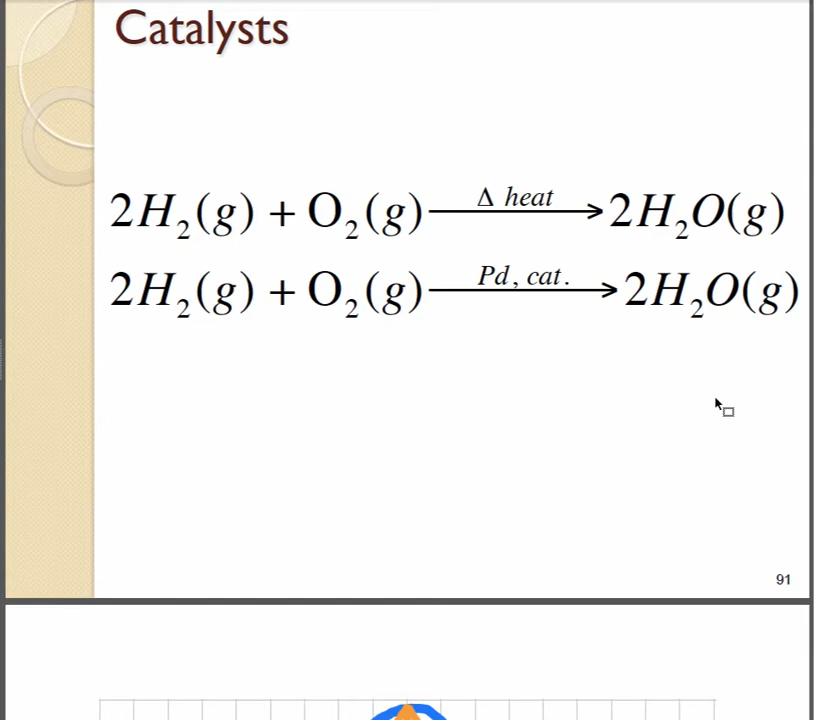 Catalysts
2H₂(g) + O₂(g) —Δ heat→ 2H₂O(g)
2H₂(g) + O₂(g) —Pd, cat.→ 2H₂O(g)
91